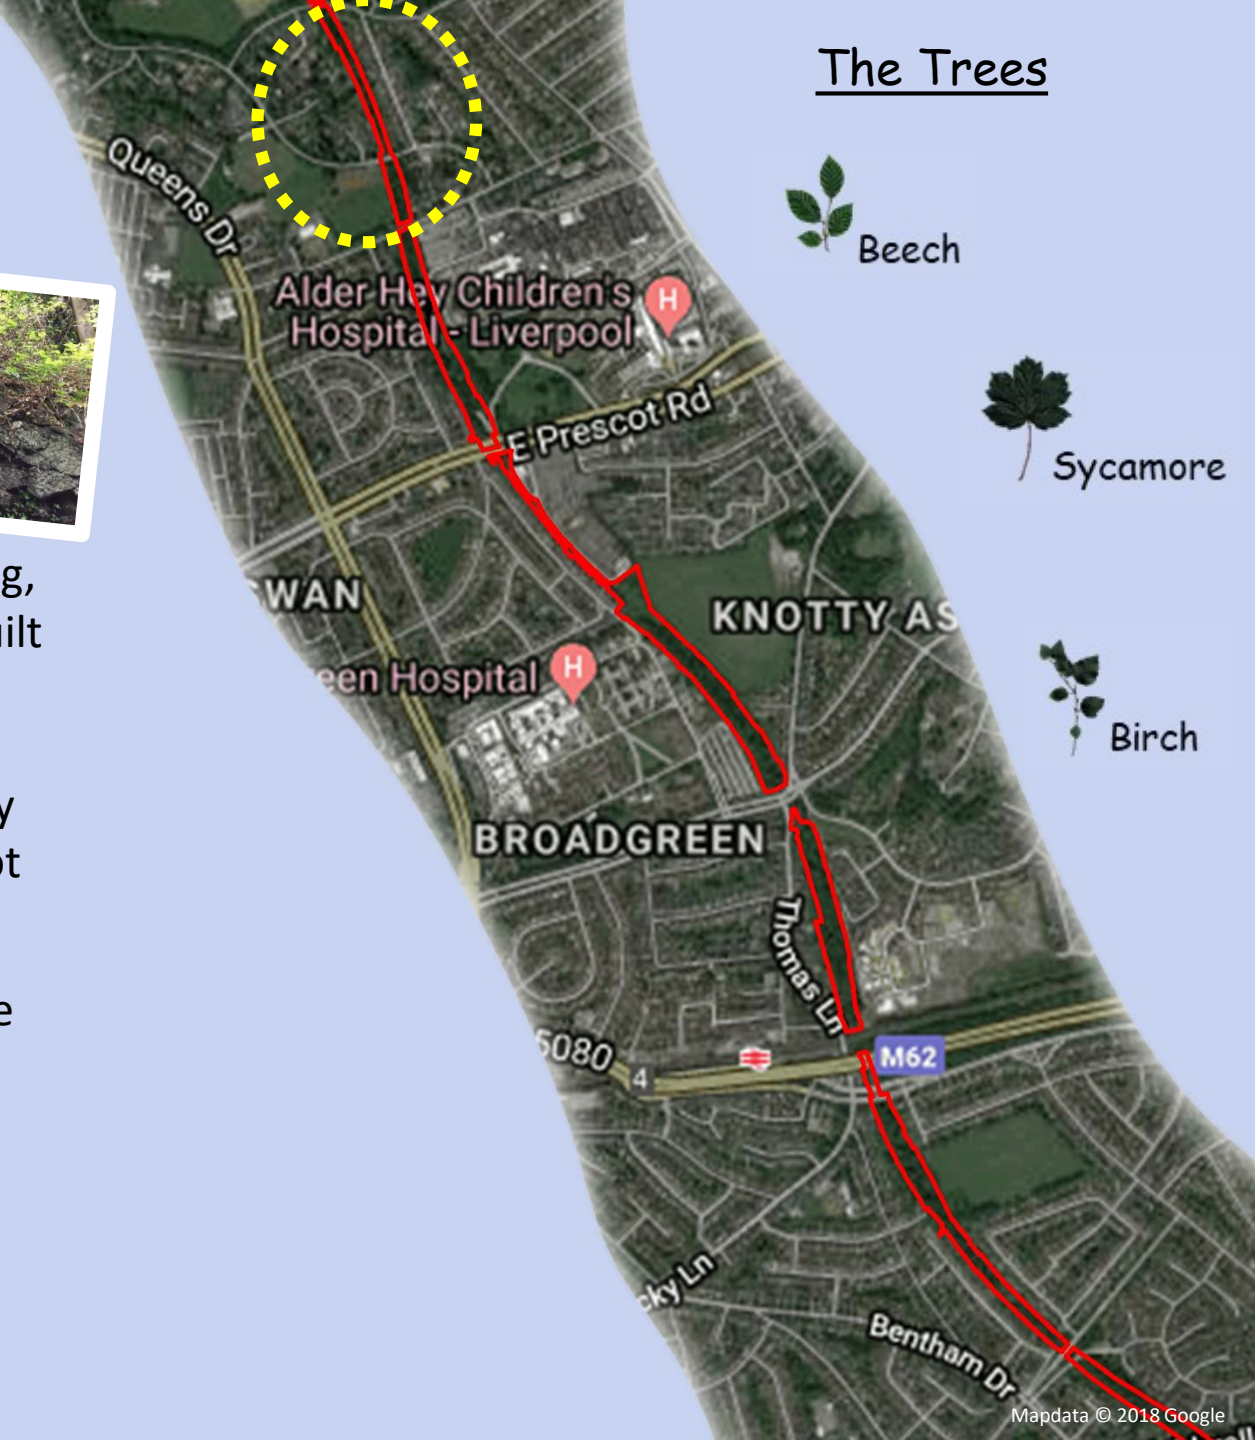 The Trees
Queens Dr
Beech
Alder Hey Children's
Hospital - Liverpool
H
E Prescot Rd
Sycamore
g,
WAN
KNOTTY AS
ilt
een Hospital
H
Birch
y
BROADGREEN
ot
Thomas Ln
e
5080
4
M62
cky Ln
Bentham Dr
Mapdata © 2018 Google